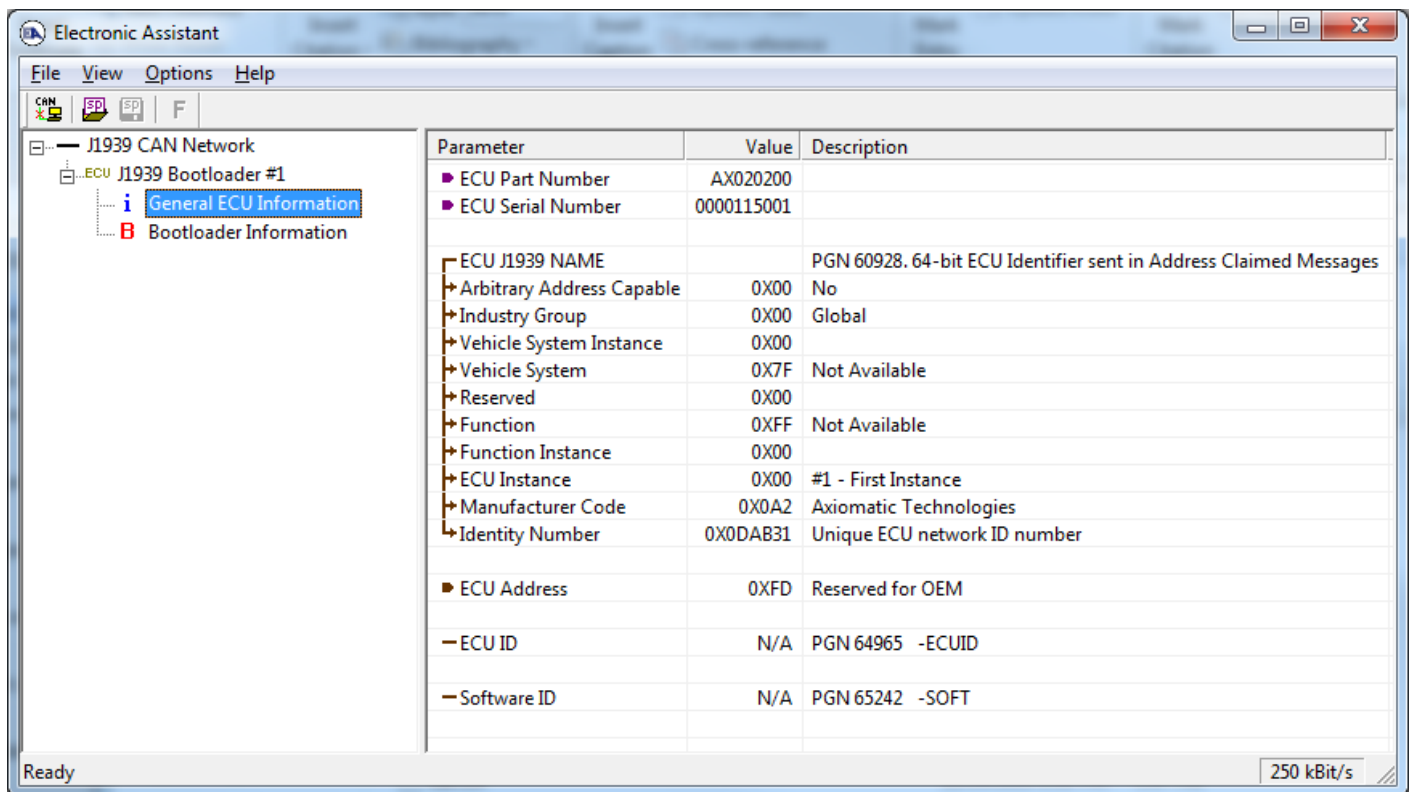 Electronic Assistant
File View Options Help
CAN SP SP F
J1939 CAN Network
ECU J1939 Bootloader #1
i General ECU Information
B Bootloader Information
Parameter Value Description
ECU Part Number AX020200
ECU Serial Number 0000115001
ECU J1939 NAME PGN 60928. 64-bit ECU Identifier sent in Address Claimed Messages
Arbitrary Address Capable 0X00 No
Industry Group 0X00 Global
Vehicle System Instance 0X00
Vehicle System 0X7F Not Available
Reserved 0X00
Function 0XFF Not Available
Function Instance 0X00
ECU Instance 0X00 #1 - First Instance
Manufacturer Code 0X0A2 Axiomatic Technologies
Identity Number 0X0DAB31 Unique ECU network ID number
ECU Address 0XFD Reserved for OEM
ECU ID N/A PGN 64965 -ECUID
Software ID N/A PGN 65242 -SOFT
Ready 250 kBit/s